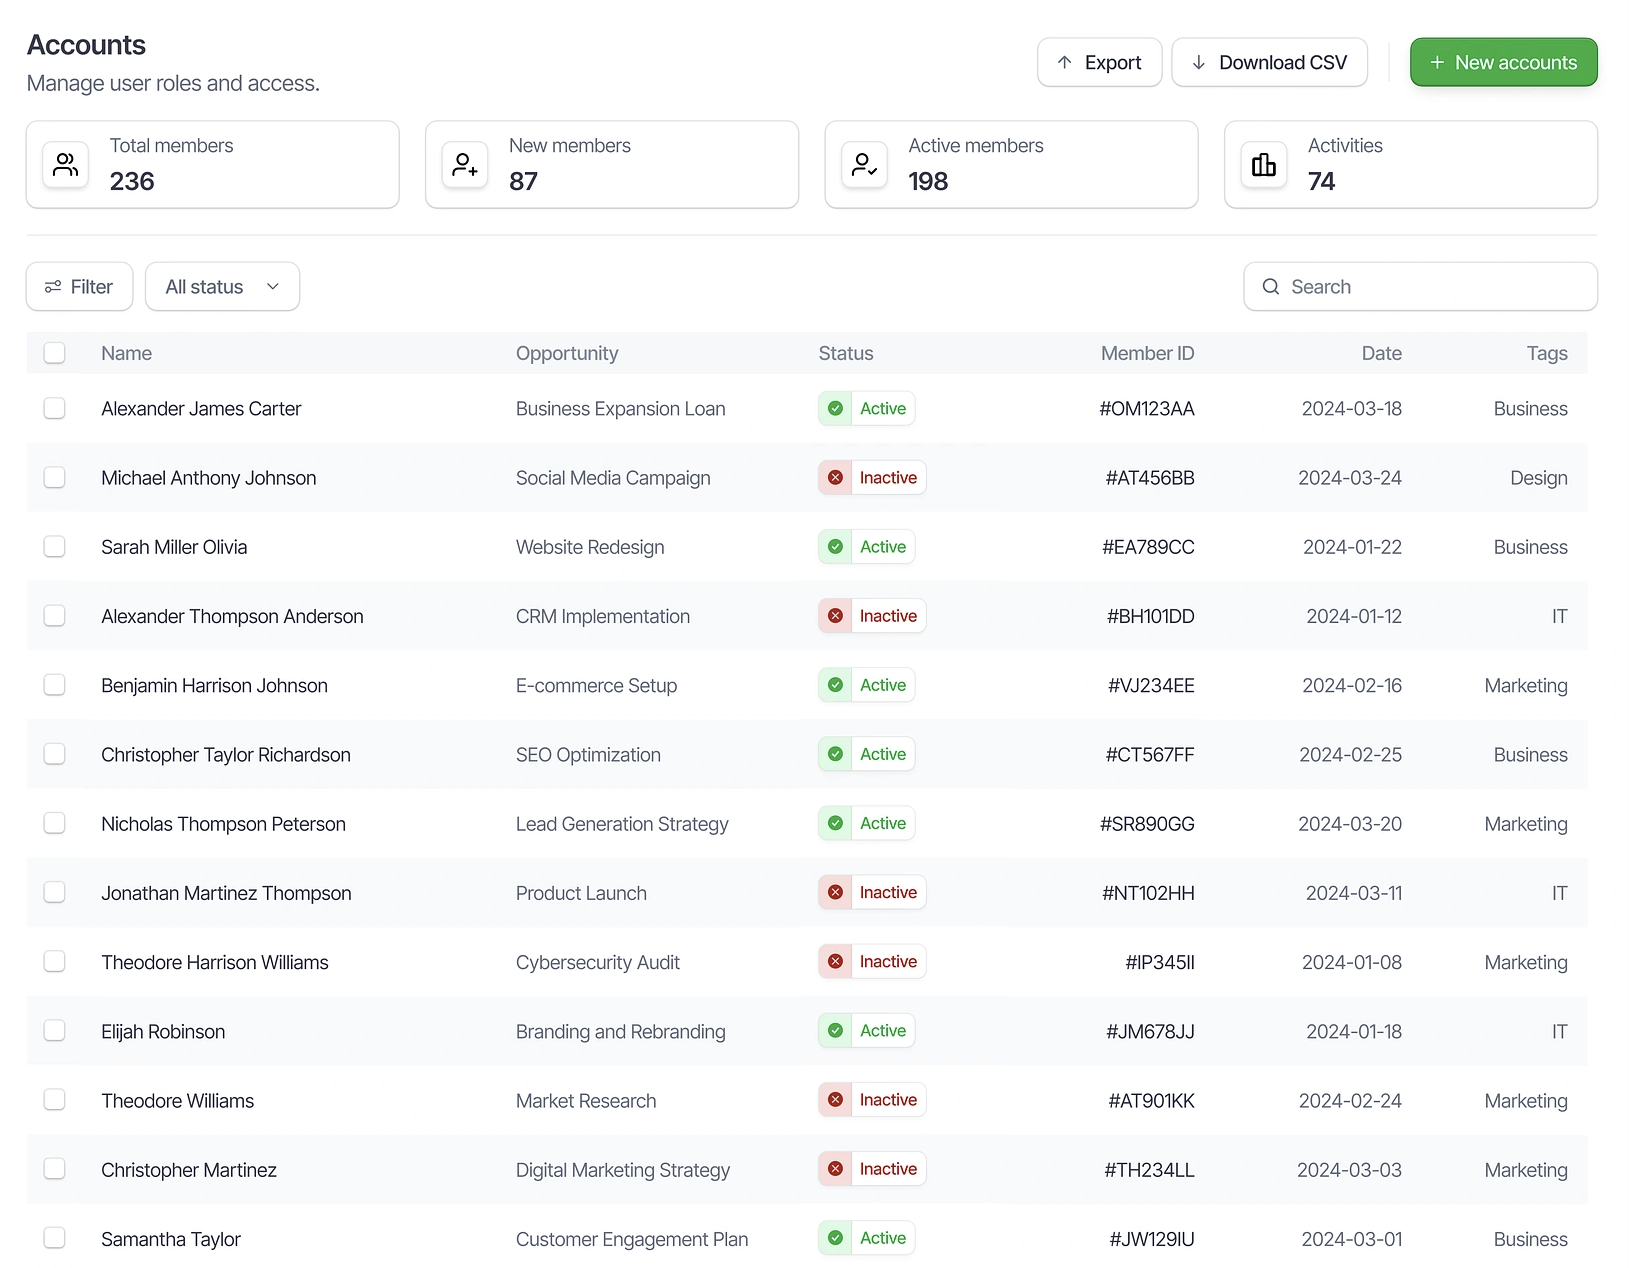 Accounts
Manage user roles and access.
Export
Download CSV
+ New accounts
Total members
236
New members
87
Active members
198
Activities
74
Filter
All status
Search
Name Opportunity Status Member ID Date Tags
Alexander James Carter Business Expansion Loan Active #OM123AA 2024-03-18 Business
Michael Anthony Johnson Social Media Campaign Inactive #AT456BB 2024-03-24 Design
Sarah Miller Olivia Website Redesign Active #EA789CC 2024-01-22 Business
Alexander Thompson Anderson CRM Implementation Inactive #BH101DD 2024-01-12 IT
Benjamin Harrison Johnson E-commerce Setup Active #VJ234EE 2024-02-16 Marketing
Christopher Taylor Richardson SEO Optimization Active #CT567FF 2024-02-25 Business
Nicholas Thompson Peterson Lead Generation Strategy Active #SR890GG 2024-03-20 Marketing
Jonathan Martinez Thompson Product Launch Inactive #NT102HH 2024-03-11 IT
Theodore Harrison Williams Cybersecurity Audit Inactive #IP345II 2024-01-08 Marketing
Elijah Robinson Branding and Rebranding Active #JM678JJ 2024-01-18 IT
Theodore Williams Market Research Inactive #AT901KK 2024-02-24 Marketing
Christopher Martinez Digital Marketing Strategy Inactive #TH234LL 2024-03-03 Marketing
Samantha Taylor Customer Engagement Plan Active #JW129IU 2024-03-01 Business